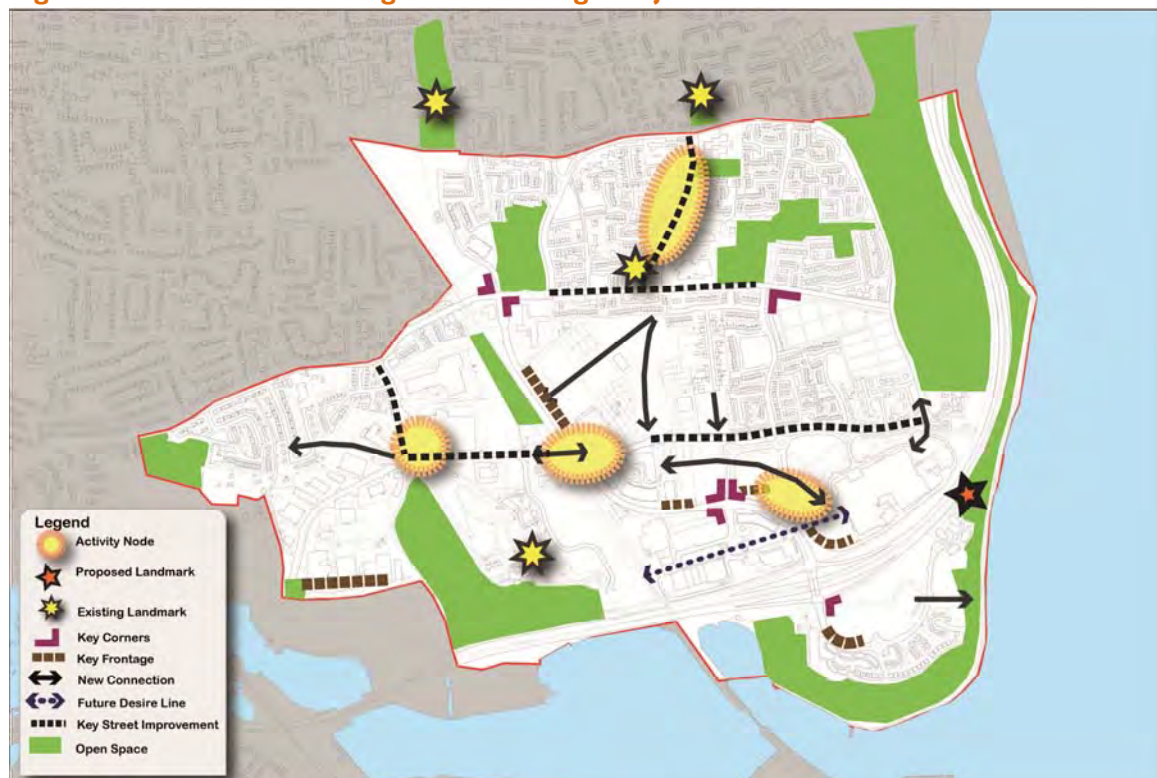 Legend
Activity Node
Proposed Landmark
Existing Landmark
Key Corners
Key Frontage
New Connection
Future Desire Line
Key Street Improvement
Open Space